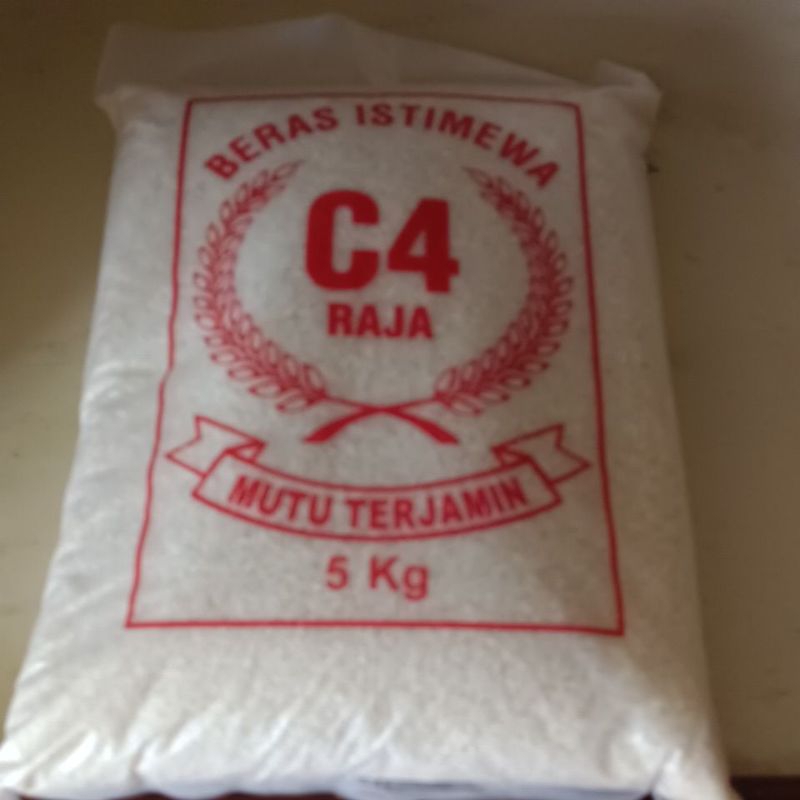 BERAS ISTIMEWA
C4
RAJA
MUTU TERJAMIN
5 Kg